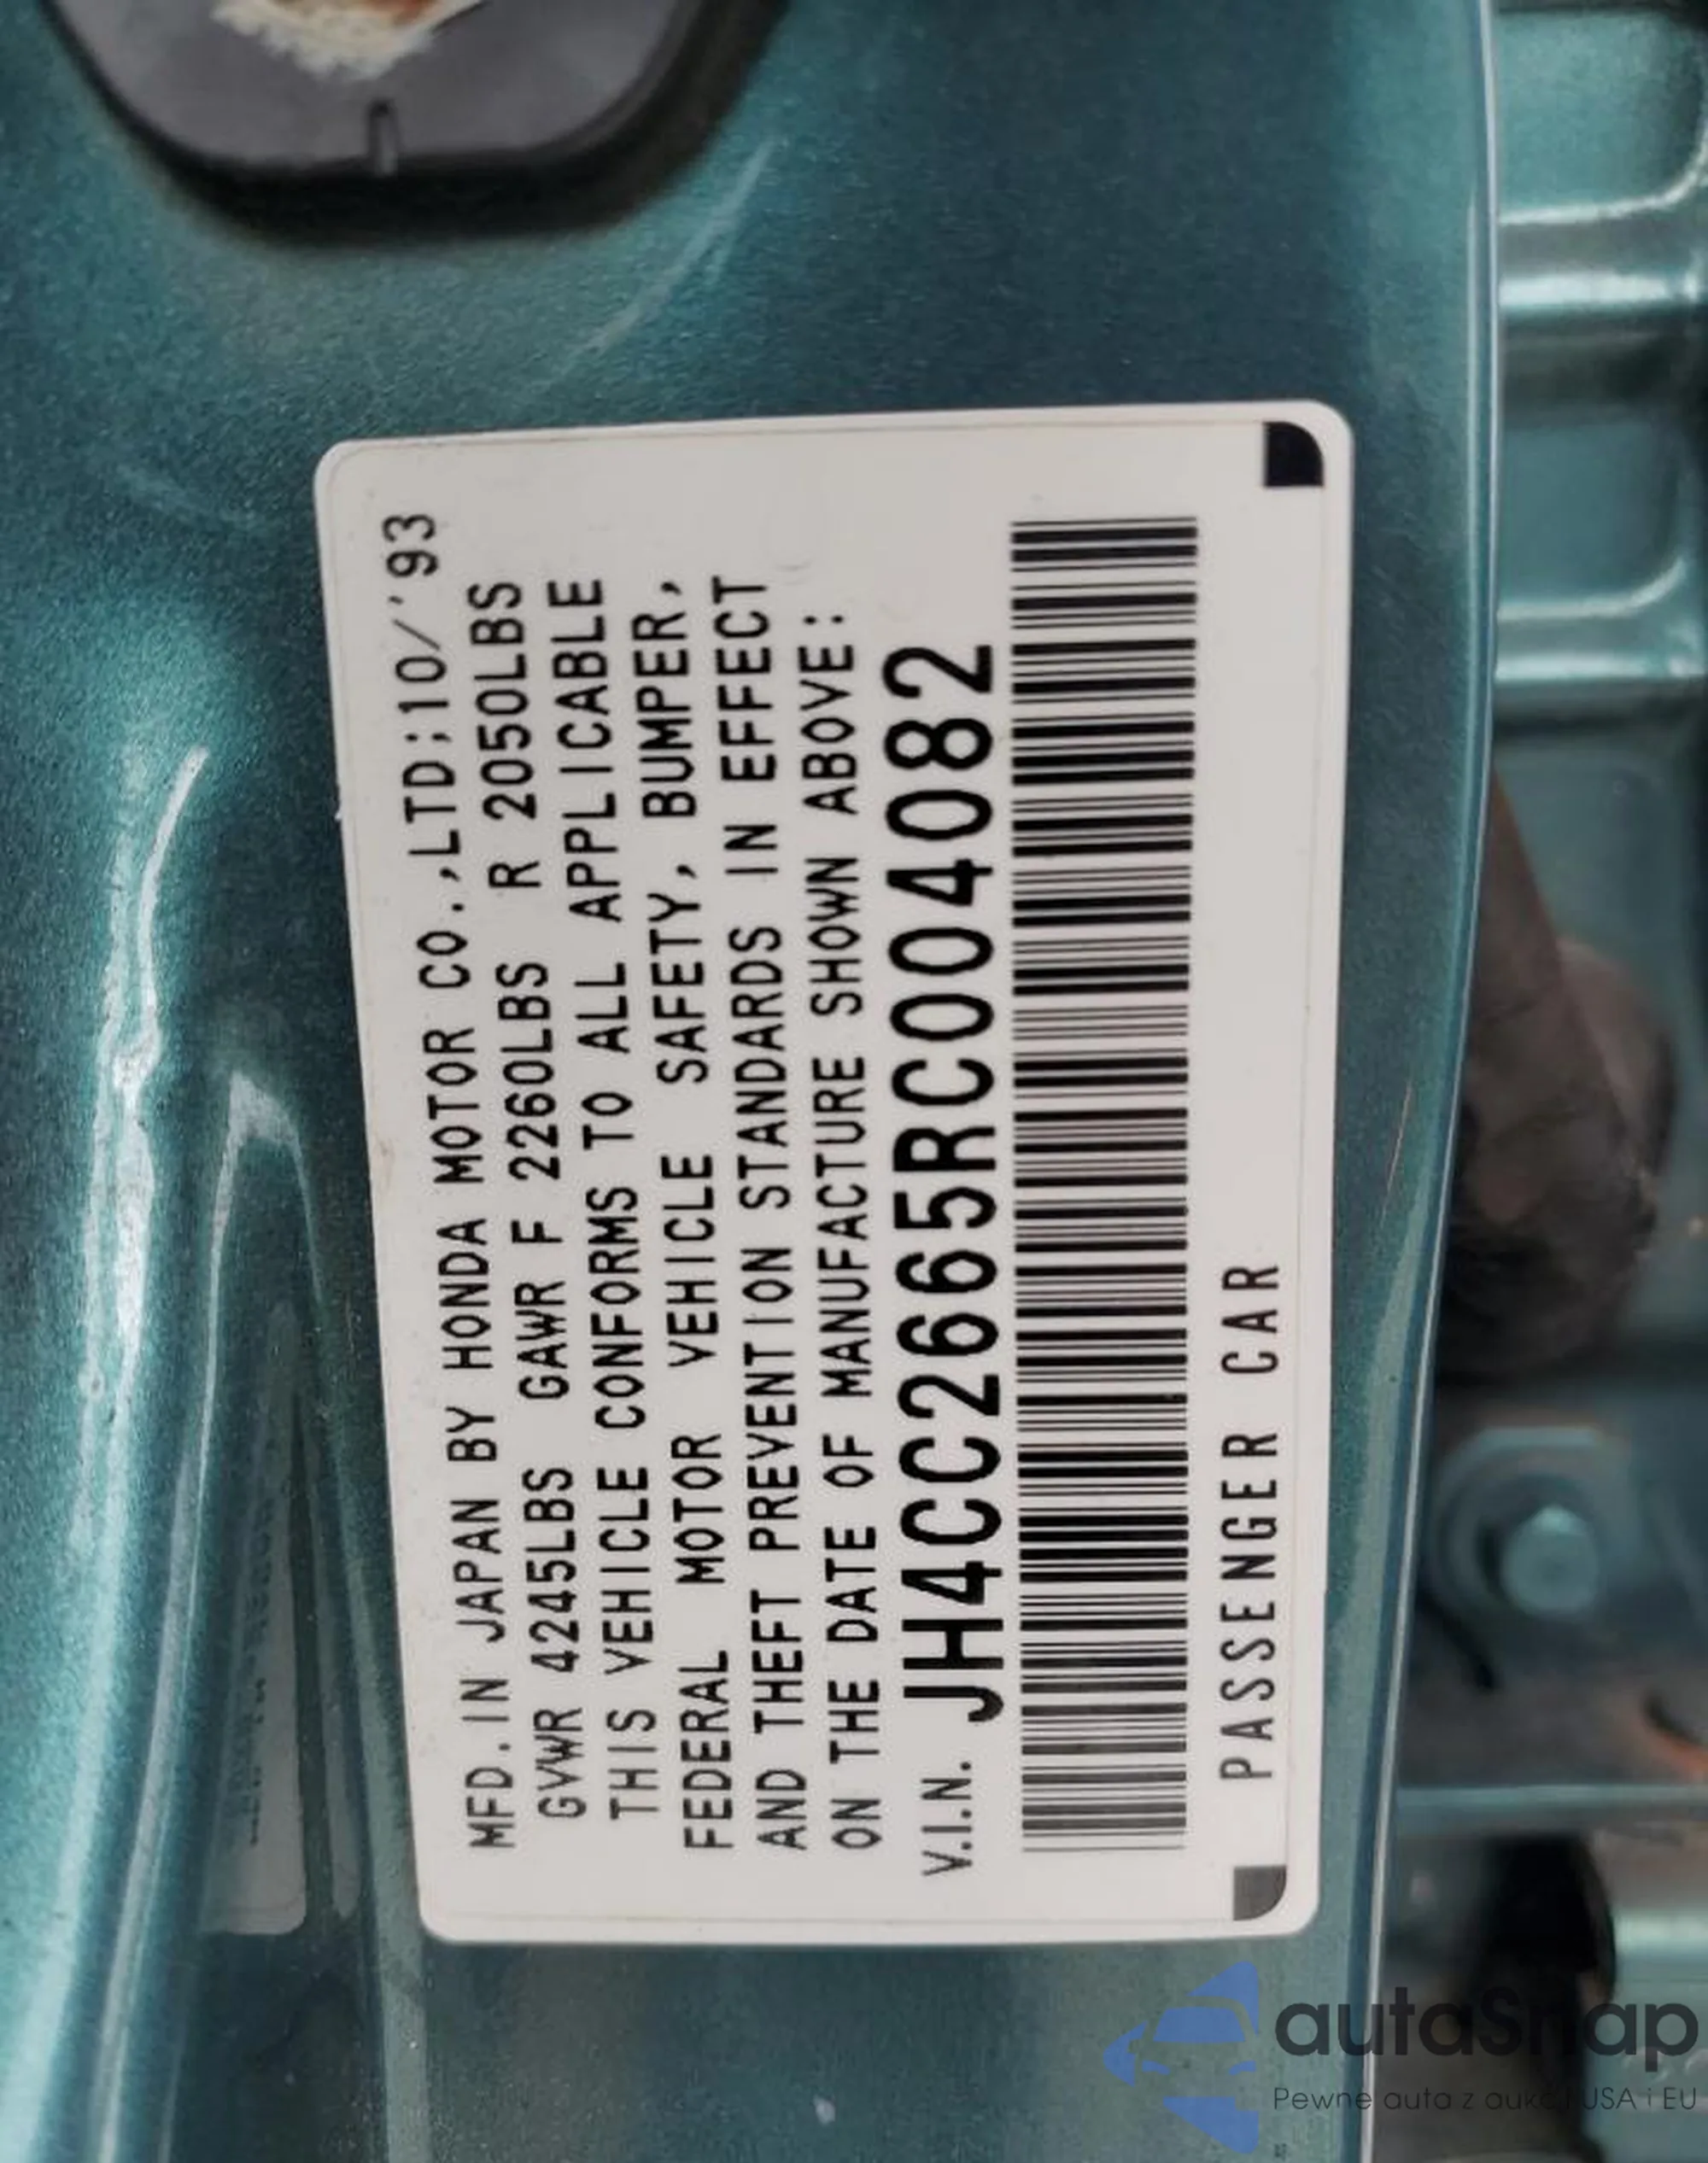 MFD.IN JAPAN BY HONDA MOTOR CO.,LTD;10/'93
GVWR 4245LBS GAWR F 2260LBS R 2050LBS
THIS VEHICLE CONFORMS TO ALL APPLICABLE
FEDERAL MOTOR VEHICLE SAFETY, BUMPER,
AND THEFT PREVENTION STANDARDS IN EFFECT
ON THE DATE OF MANUFACTURE SHOWN ABOVE:
V.I.N. JH4CC2665RC004082
PASSENGER CAR
autaSnap
Pewne auta z aukcji USA i EU